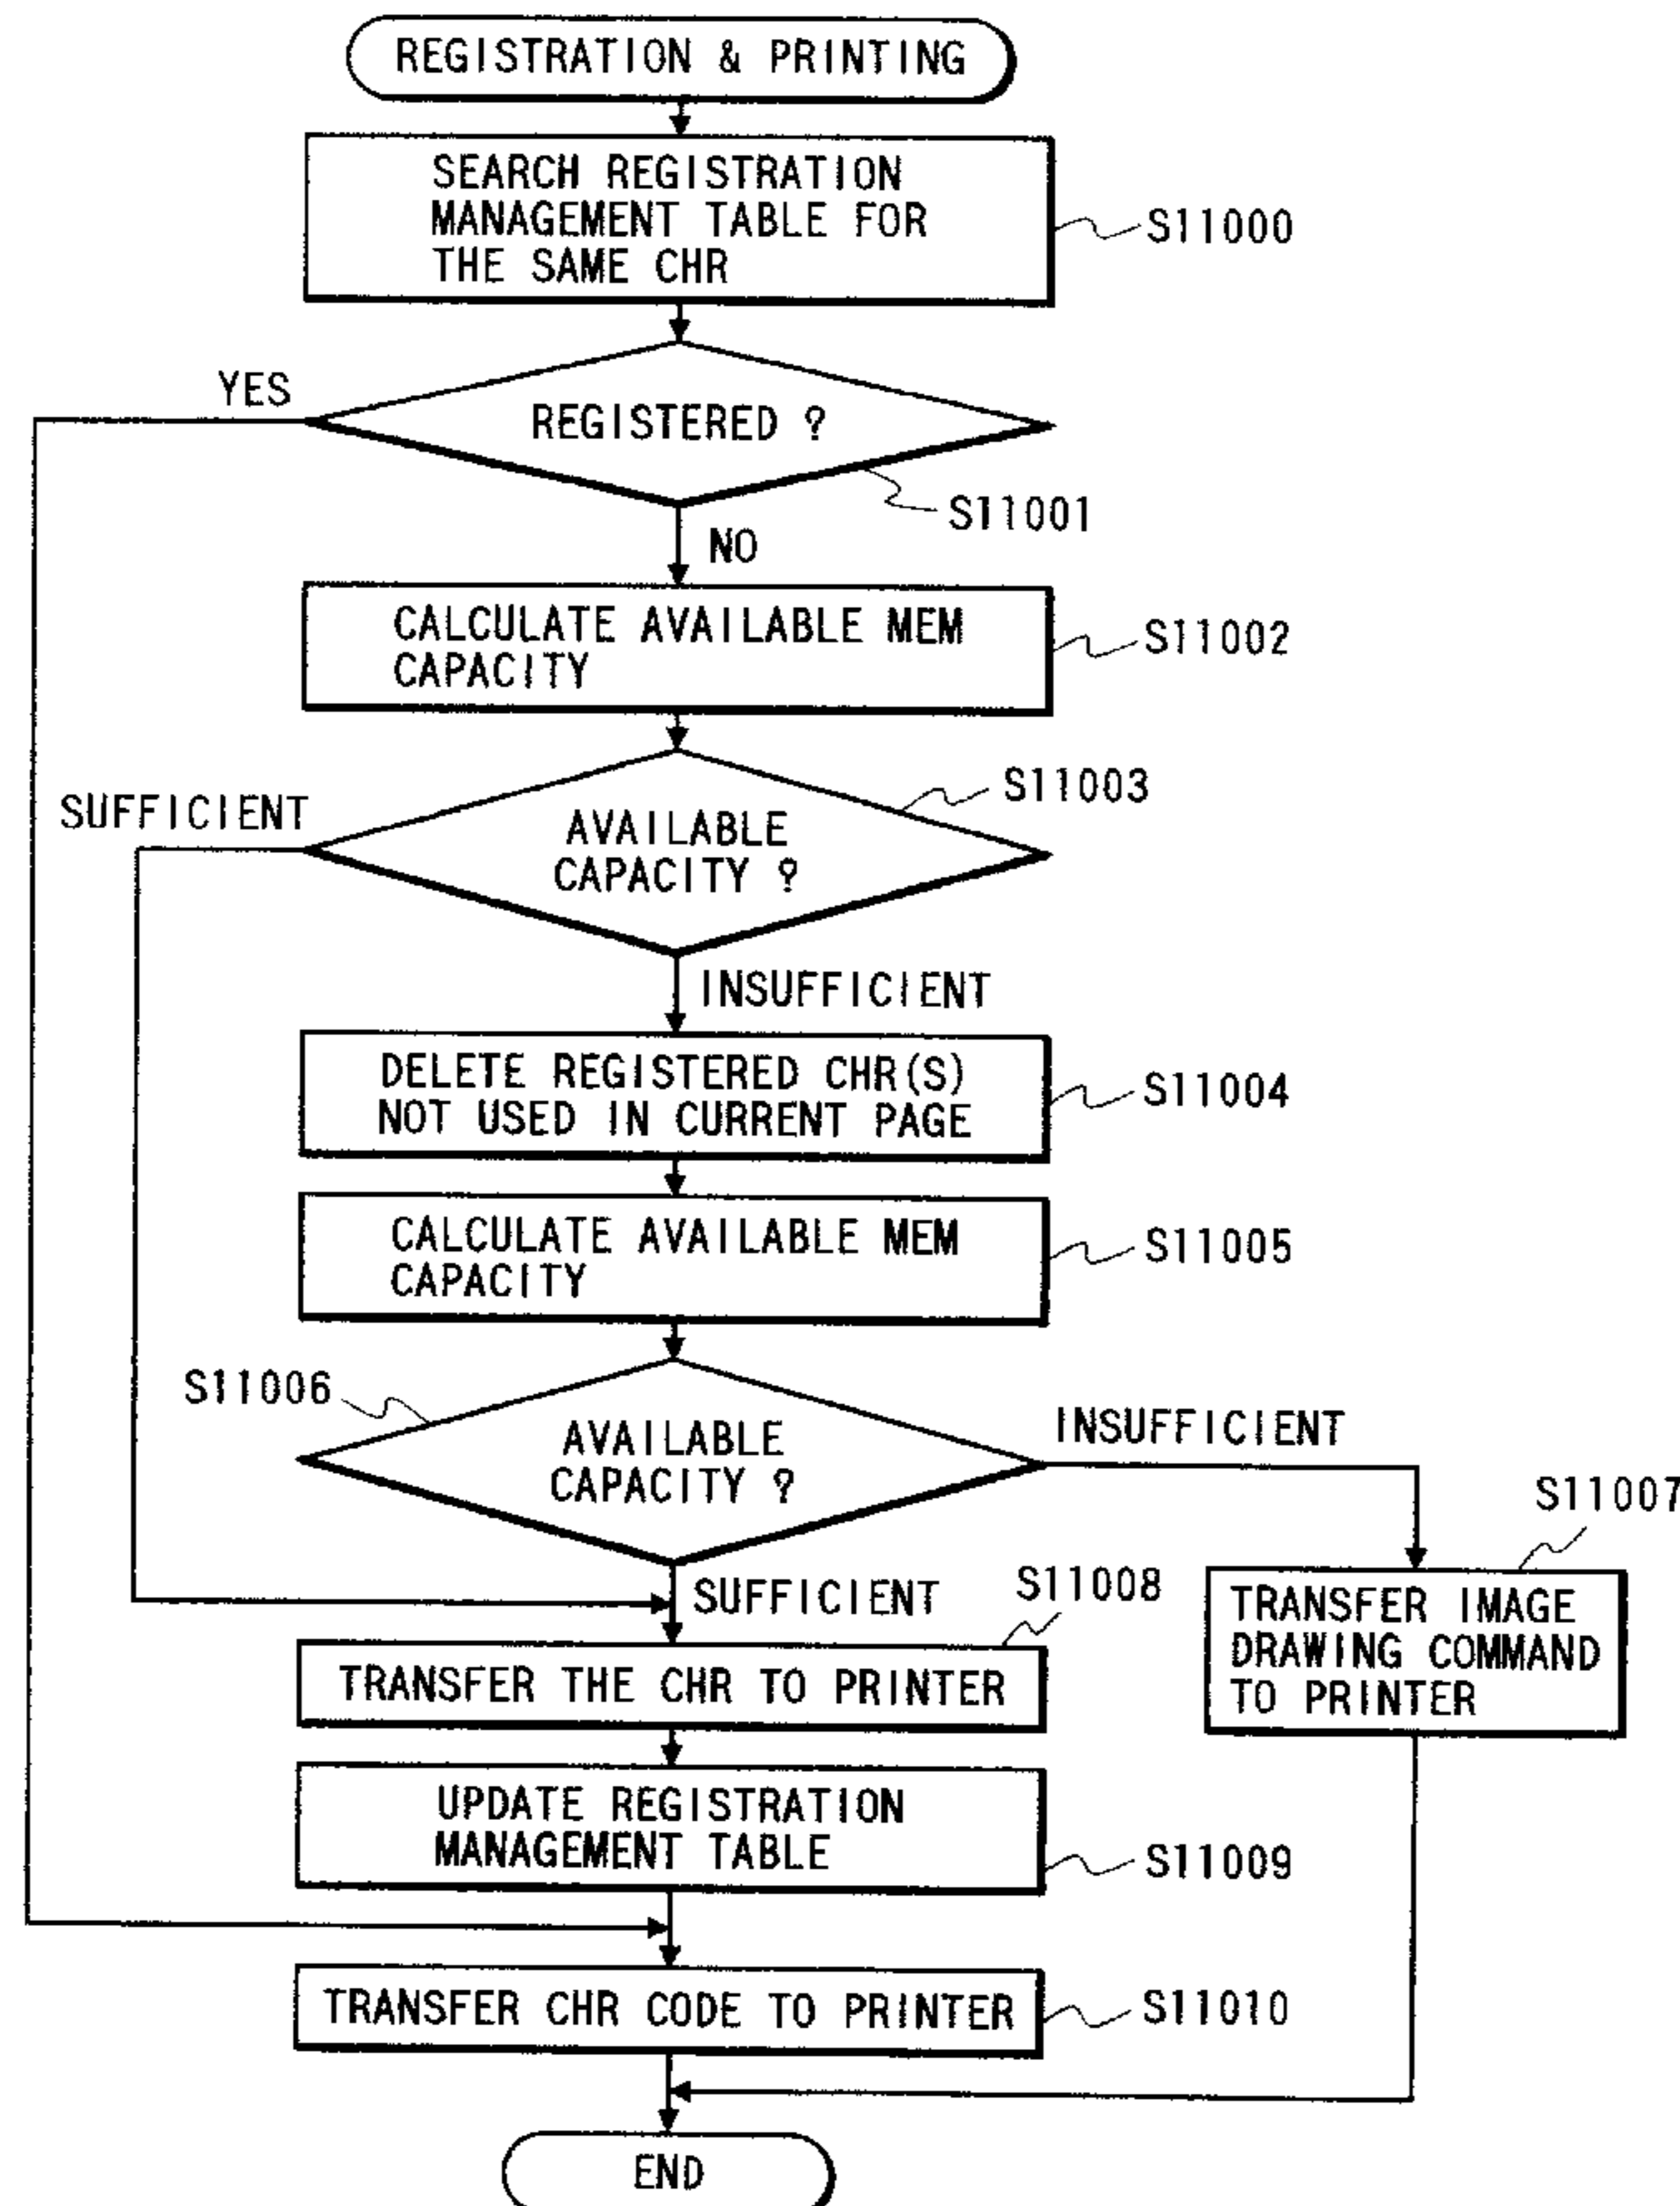 REGISTRATION & PRINTING
SEARCH REGISTRATION
MANAGEMENT TABLE FOR
THE SAME CHR
S11000
YES
REGISTERED ?
S11001
NO
CALCULATE AVAILABLE MEM
CAPACITY
S11002
S11003
SUFFICIENT
AVAILABLE
CAPACITY ?
INSUFFICIENT
DELETE REGISTERED CHR(S)
NOT USED IN CURRENT PAGE
S11004
CALCULATE AVAILABLE MEM
CAPACITY
S11005
S11006
AVAILABLE
CAPACITY ?
INSUFFICIENT
S11007
SUFFICIENT
S11008
TRANSFER IMAGE
DRAWING COMMAND
TO PRINTER
TRANSFER THE CHR TO PRINTER
UPDATE REGISTRATION
MANAGEMENT TABLE
S11009
TRANSFER CHR CODE TO PRINTER
S11010
END